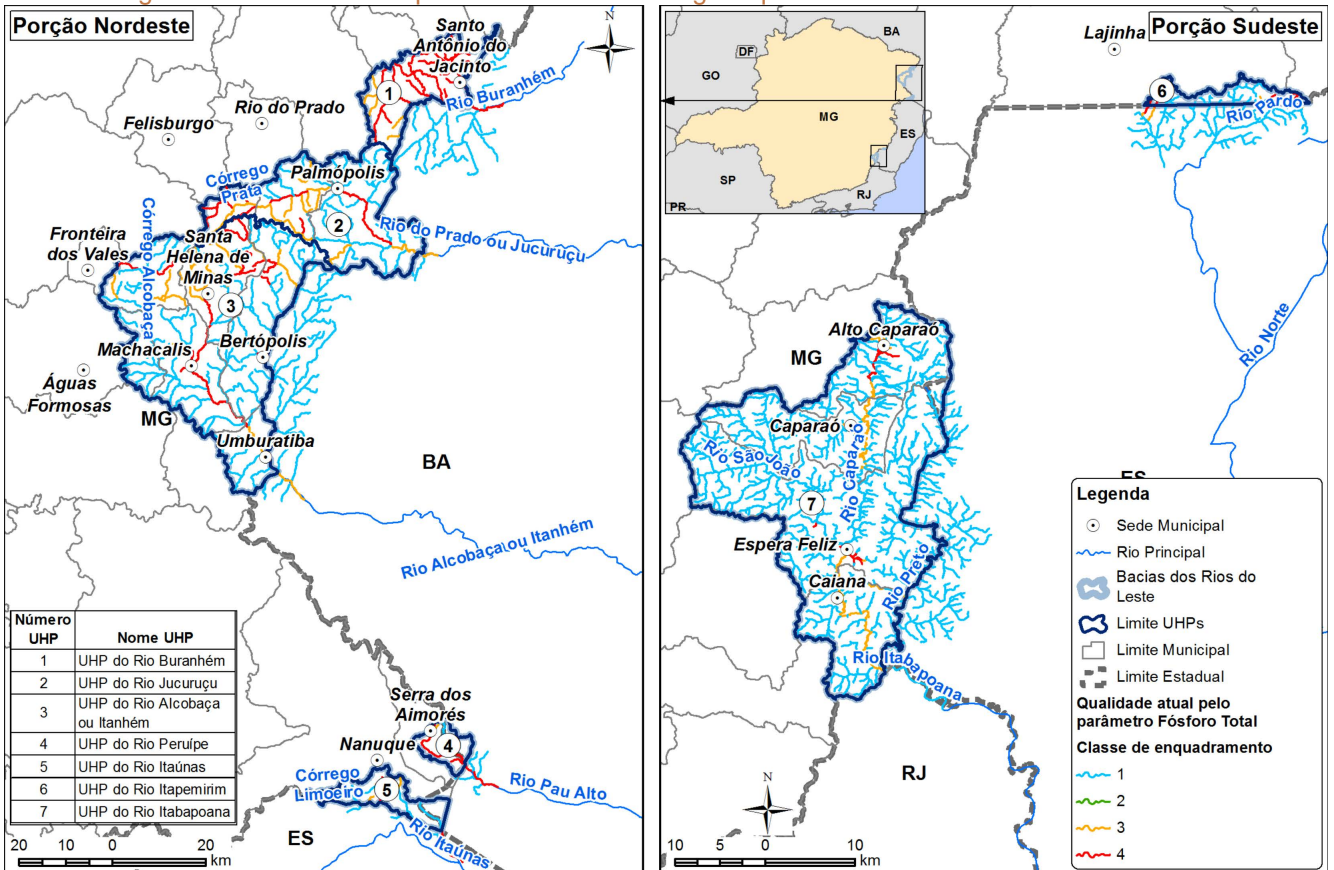 Porção Nordeste
N
Santo
Antônio do
Jacinto
1
Rio Buranhém
Rio do Prado
Felisburgo
Córrego
Prata
Palmópolis
2
Rio do Prado ou Jucuruçu
Córrego Alcobaça
Fronteira
dos Vales
Santa
Helena de
Minas
3
Machacalis
Bertópolis
Águas
Formosas
MG
Umburatiba
BA
Rio Alcobaça ou Itanhém
Número
UHP
Nome UHP
1
UHP do Rio Buranhém
2
UHP do Rio Jucuruçu
3
UHP do Rio Alcobaça
ou Itanhém
4
UHP do Rio Peruípe
5
UHP do Rio Itaúnas
6
UHP do Rio Itapemirim
7
UHP do Rio Itabapoana
Serra dos
Aimorés
4
Nanuque
Córrego
Limoeiro
5
Rio Pau Alto
ES
Rio Itaúnas
20 10 0 20
km
Porção Sudeste
BA
DF
GO
MG
ES
SP
RJ
PR
Lajinha
6
Rio Pardo
Rio Norte
MG
Alto Caparaó
Caparaó
Rio São João
Rio Caparaó
7
Espera Feliz
Caiana
Rio Preto
Rio Itabapoana
RJ
ES
N
10 5 0 10
km
Legenda
Sede Municipal
Rio Principal
Bacias dos Rios do
Leste
Limite UHPs
Limite Municipal
Limite Estadual
Qualidade atual pelo
parâmetro Fósforo Total
Classe de enquadramento
1
2
3
4